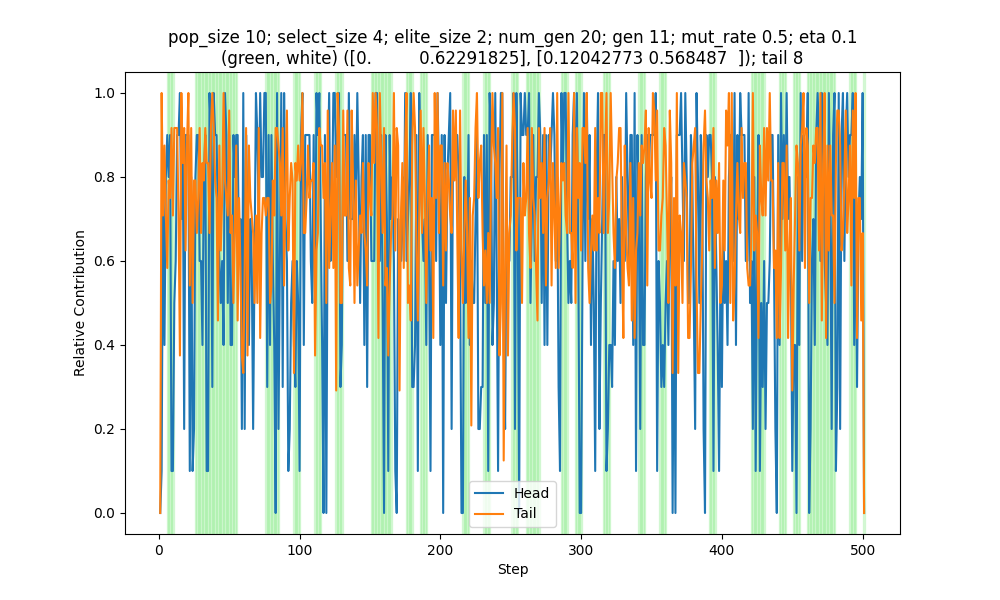 pop_size 10; select_size 4; elite_size 2; num_gen 20; gen 11; mut_rate 0.5; eta 0.1
(green, white) ([0.         0.62291825], [0.12042773 0.568487  ]); tail 8
1.0
0.8
0.6
0.4
0.2
0.0
Relative Contribution
Head
Tail
0 100 200 300 400 500
Step